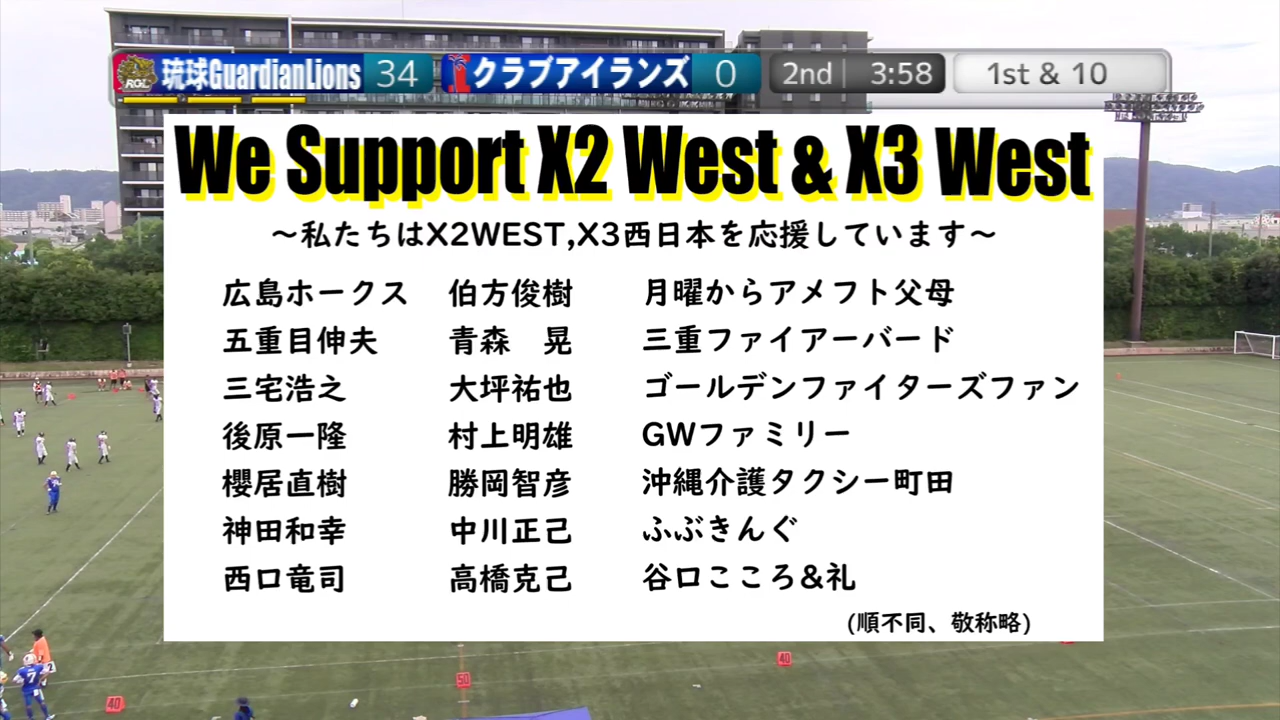 RGL 琉球GuardianLions 34 クラブアイランズ 0 2nd 3:58 1st & 10
We Support X2 West & X3 West
～私たちはX2WEST,X3西日本を応援しています～
広島ホークス 伯方俊樹 月曜からアメフト父母
五重目伸夫 青森　晃 三重ファイアーバード
三宅浩之 大坪祐也 ゴールデンファイターズファン
後原一隆 村上明雄 GWファミリー
櫻居直樹 勝岡智彦 沖縄介護タクシー町田
神田和幸 中川正己 ふぶきんぐ
西口竜司 高橋克己 谷口こころ&礼
(順不同、敬称略)
7
40
50
40